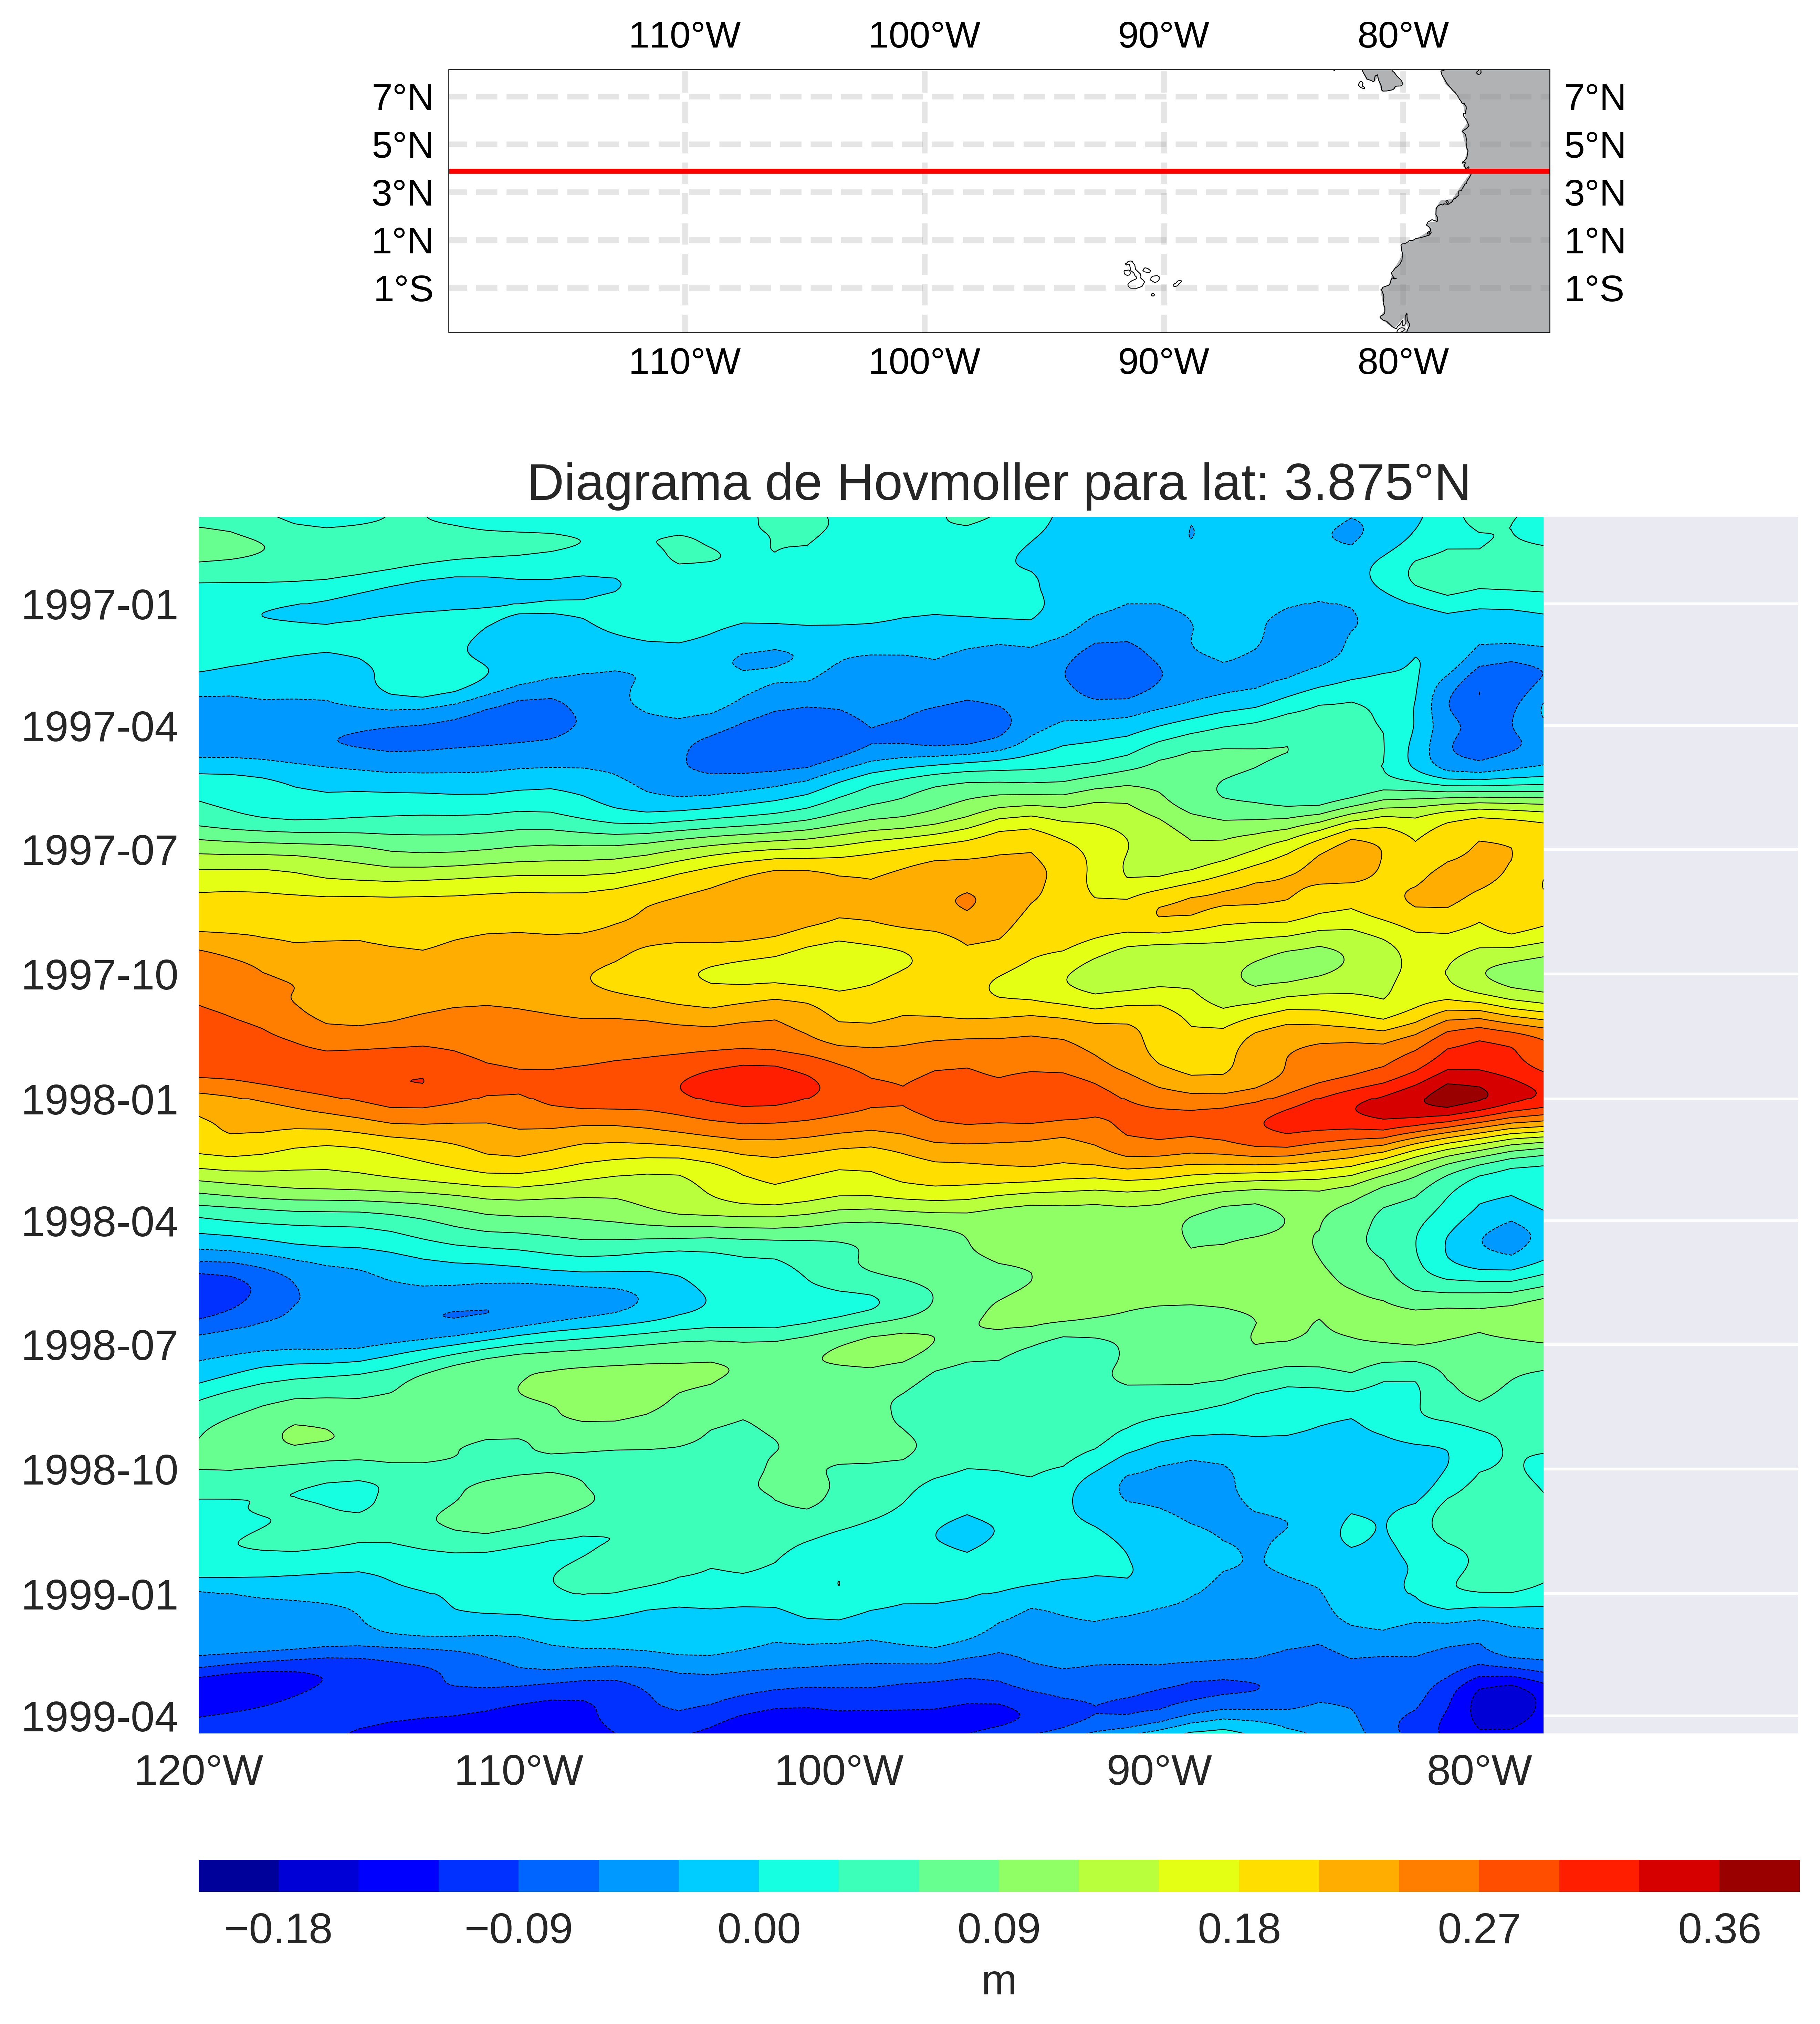 110°W 100°W 90°W 80°W
7°N 7°N
5°N 5°N
3°N 3°N
1°N 1°N
1°S 1°S
110°W 100°W 90°W 80°W
Diagrama de Hovmoller para lat: 3.875°N
1997-01
1997-04
1997-07
1997-10
1998-01
1998-04
1998-07
1998-10
1999-01
1999-04
120°W 110°W 100°W 90°W 80°W
−0.18 −0.09 0.00 0.09 0.18 0.27 0.36
m